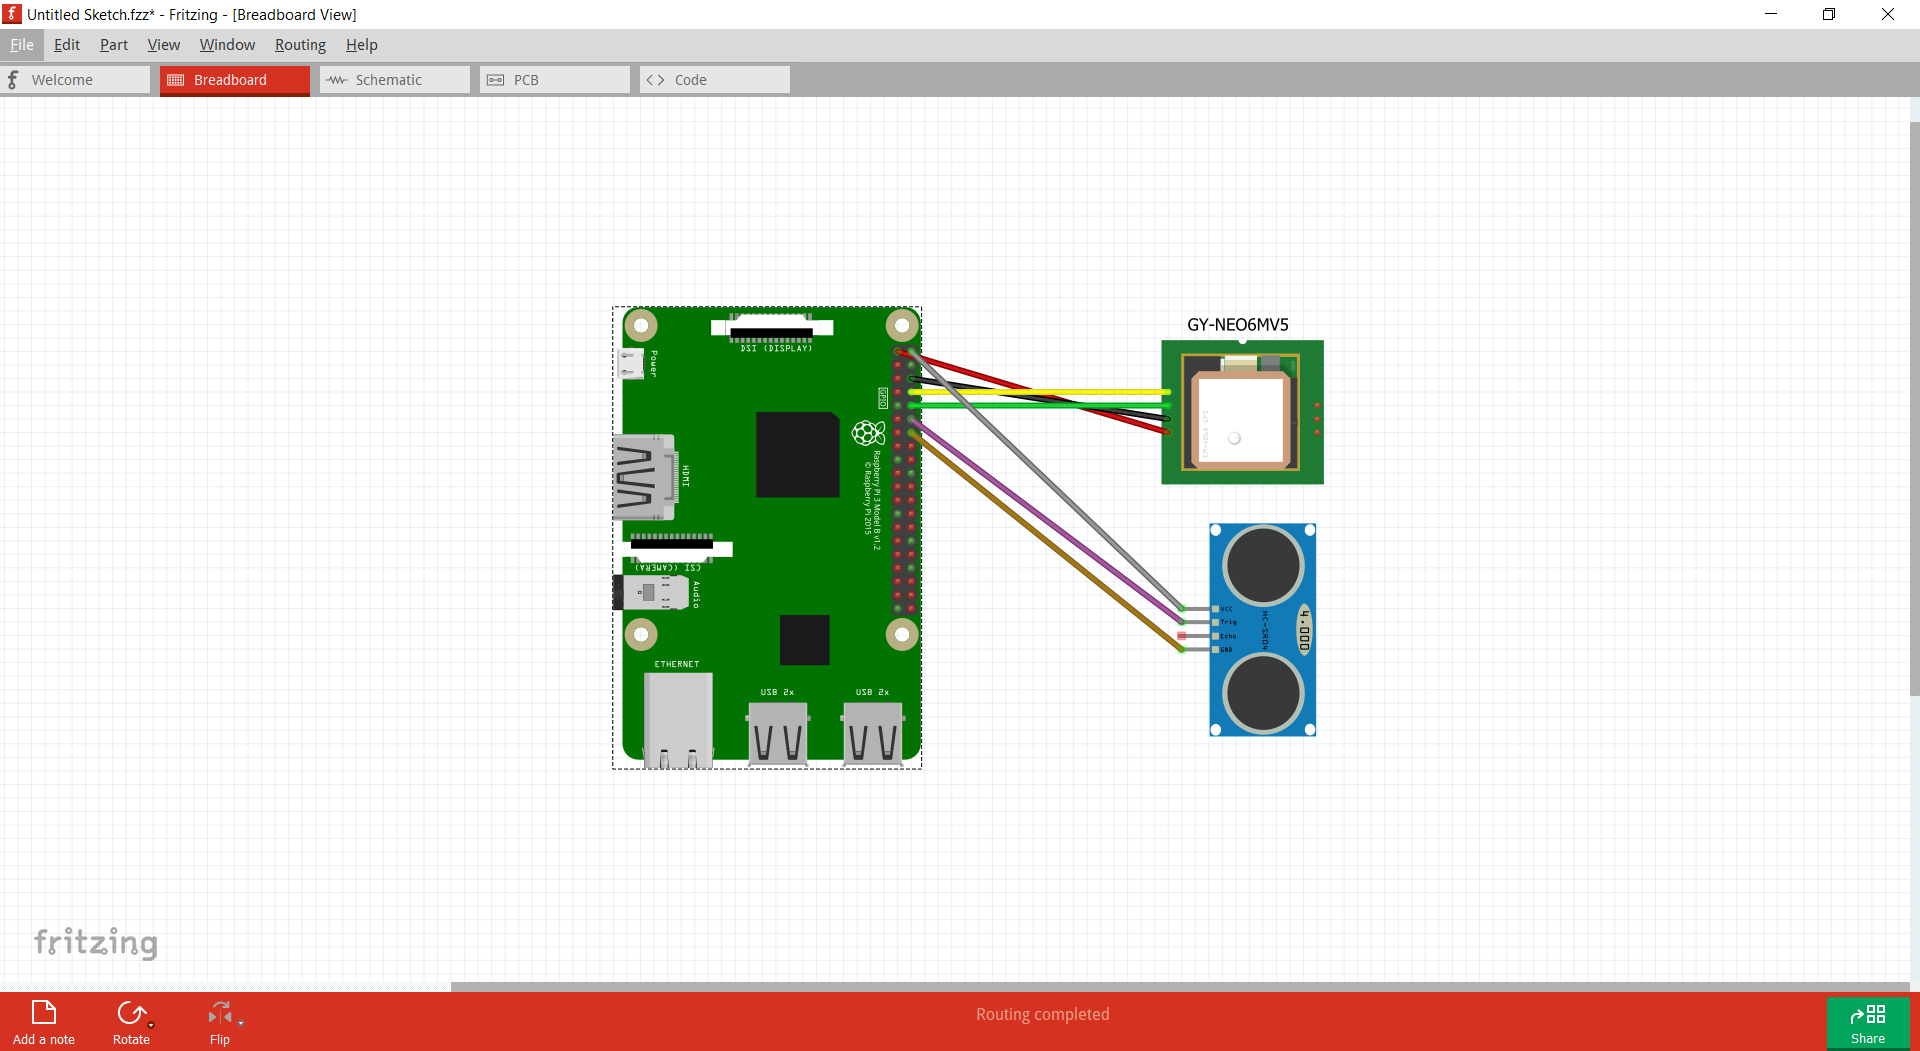 Untitled Sketch.fzz* - Fritzing - [Breadboard View]
File Edit Part View Window Routing Help
Welcome Breadboard Schematic PCB Code
DSI (DISPLAY)
Power
GPIO
HDMI
Raspberry Pi 3 Model B v1.2
© Raspberry Pi 2015
CSI (CAMERA)
Audio
ETHERNET
USB 2x USB 2x
GY-NEO6MV5
VCC
Trig
Echo
GND
HC-SR04
4.000
fritzing
Add a note Rotate Flip
Routing completed
Share